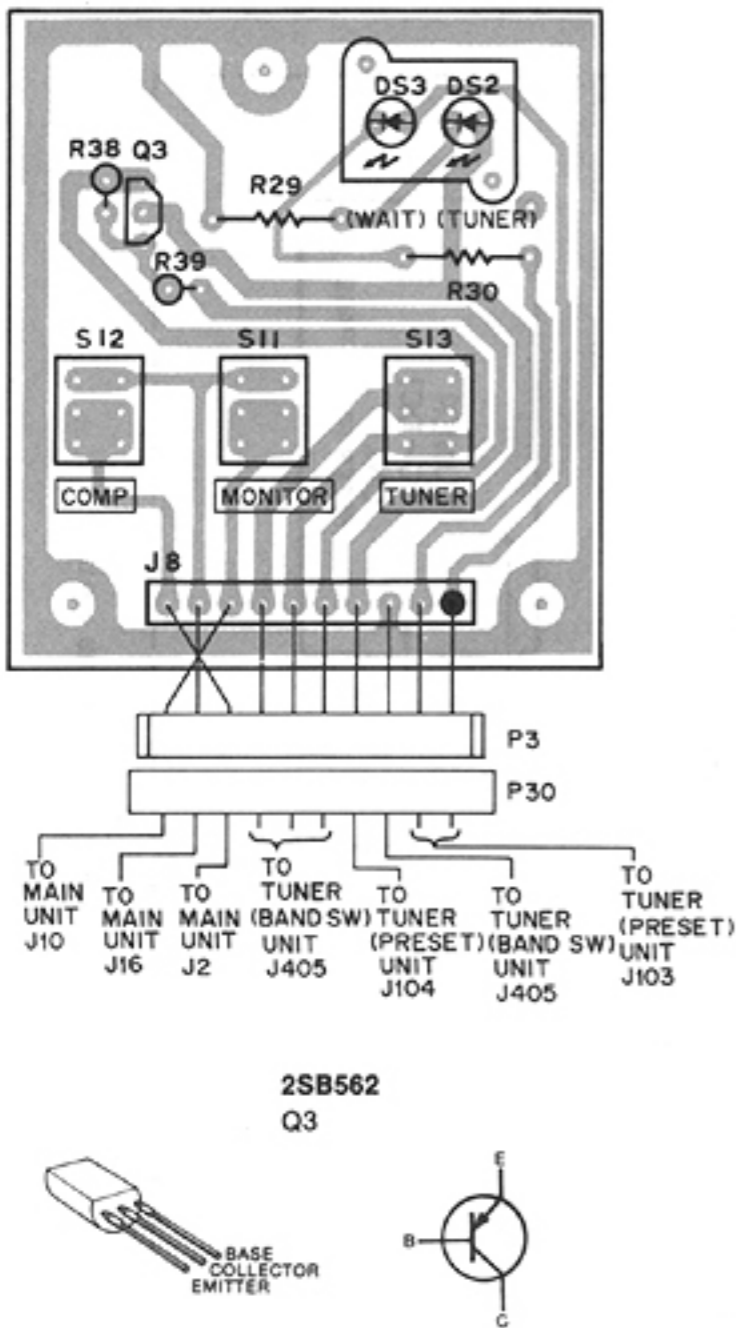 DS3 DS2
R38 Q3
R29
(WAIT) (TUNER)
R39
R30
S12 S11 S13
COMP MONITOR TUNER
J8
P3
P30
TO
MAIN
UNIT
J10
TO
MAIN
UNIT
J16
TO
MAIN
UNIT
J2
TO
TUNER
(BAND SW)
UNIT
J405
TO
TUNER
(PRESET)
UNIT
J104
TO
TUNER
(BAND SW)
UNIT
J405
TO
TUNER
(PRESET)
UNIT
J103
2SB562
Q3
BASE
COLLECTOR
EMITTER
E
B
C